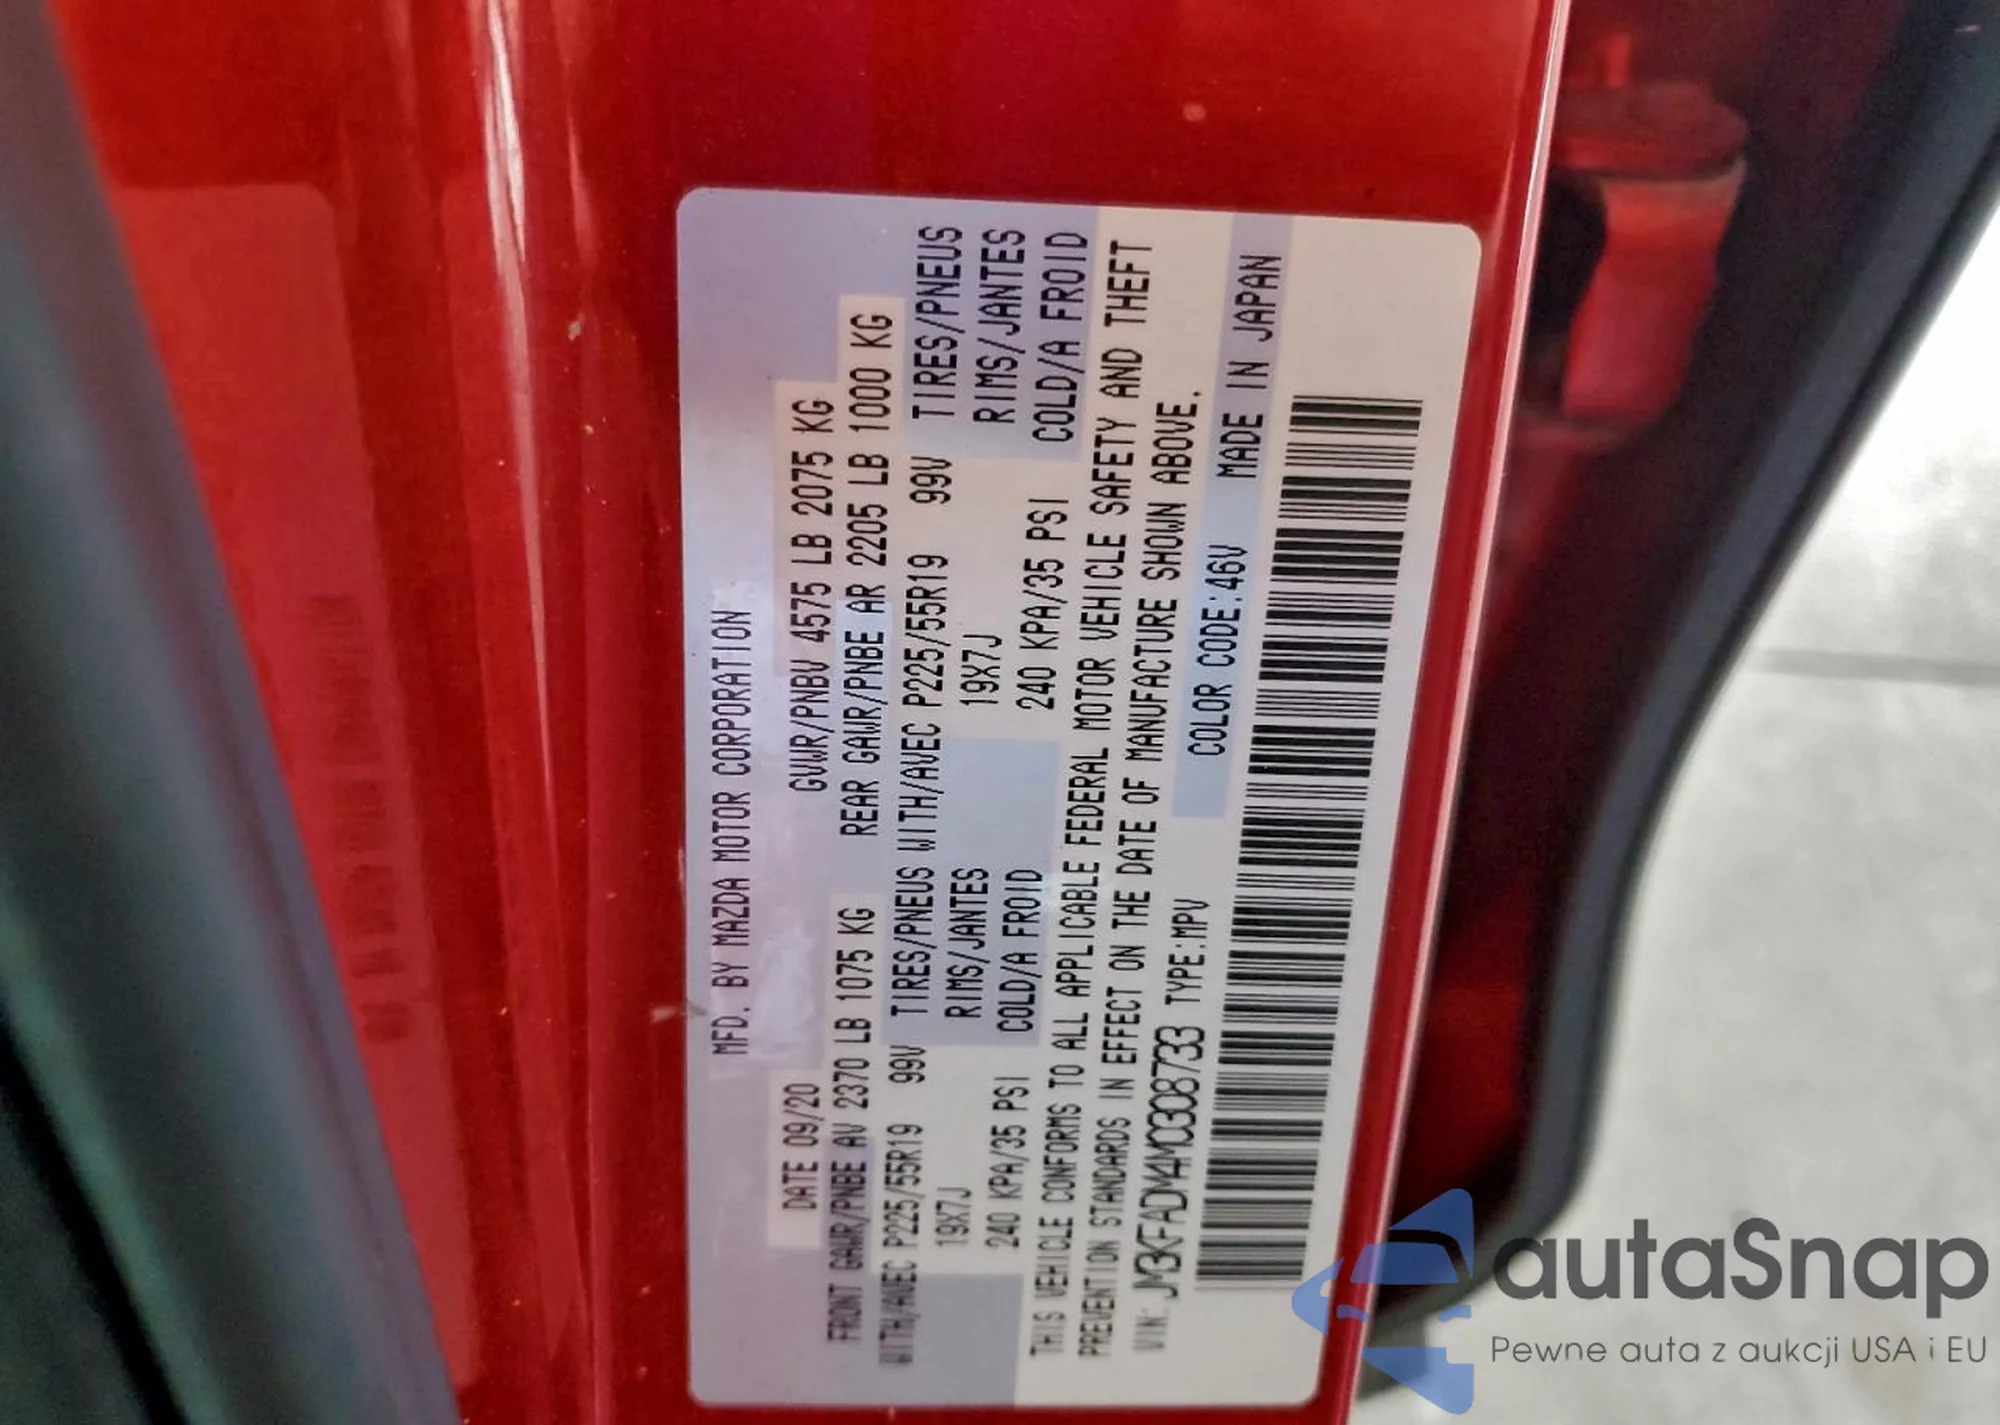 MFD. BY MAZDA MOTOR CORPORATION
DATE 09/20 GVWR/PNBV 4575 LB 2075 KG
FRONT GAWR/PNBE AV 2370 LB 1075 KG REAR GAWR/PNBE AR 2205 LB 1000 KG
WITH/AVEC P225/55R19 99V TIRES/PNEUS WITH/AVEC P225/55R19 99V TIRES/PNEUS
19X7J RIMS/JANTES 19X7J RIMS/JANTES
240 KPA/35 PSI COLD/A FROID 240 KPA/35 PSI COLD/A FROID
THIS VEHICLE CONFORMS TO ALL APPLICABLE FEDERAL MOTOR VEHICLE SAFETY AND THEFT
PREVENTION STANDARDS IN EFFECT ON THE DATE OF MANUFACTURE SHOWN ABOVE.
VIN: JM3KFADM4M0308733 TYPE:MPV COLOR CODE:46V MADE IN JAPAN
autaSnap
Pewne auta z aukcji USA i EU